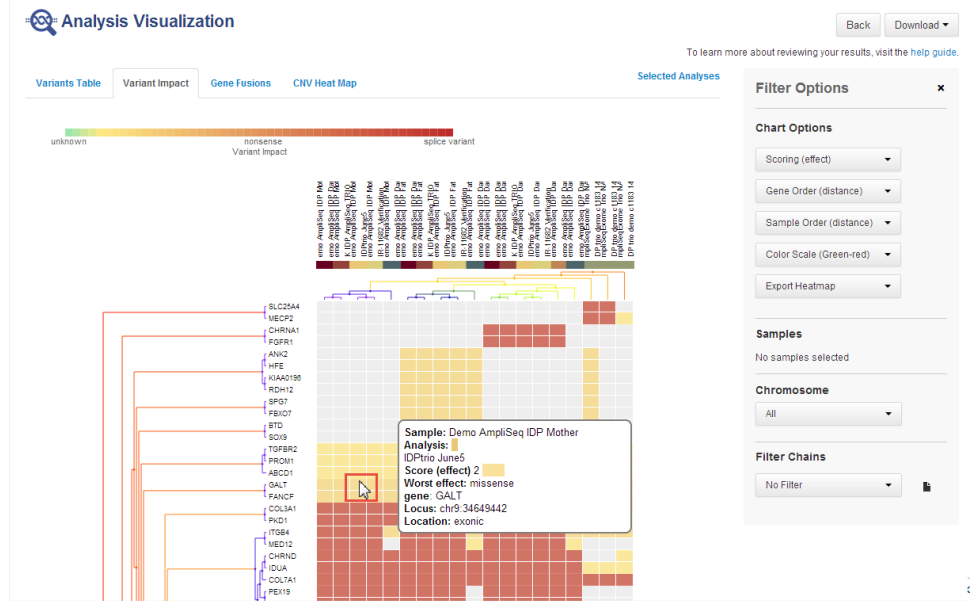 Analysis Visualization
Back
Download
To learn more about reviewing your results, visit the help guide.
Variants Table
Variant Impact
Gene Fusions
CNV Heat Map
Selected Analyses
unknown
nonsense
splice variant
Variant Impact
SLC25A4
MECP2
CHRNA1
FGFR1
ANK2
HFE
KIAA0196
RDH12
SPG7
FBXO7
BTD
SOX9
TGFBR2
PROM1
ABCD1
GALT
FANCF
COL3A1
PKD1
ITGB4
MED12
CHRND
IDUA
COL7A1
PEX19
Sample: Demo AmpliSeq IDP Mother
Analysis:
IDPtrio June5
Score (effect) 2
Worst effect: missense
gene: GALT
Locus: chr9:34649442
Location: exonic
Filter Options
×
Chart Options
Scoring (effect)
Gene Order (distance)
Sample Order (distance)
Color Scale (Green-red)
Export Heatmap
Samples
No samples selected
Chromosome
All
Filter Chains
No Filter